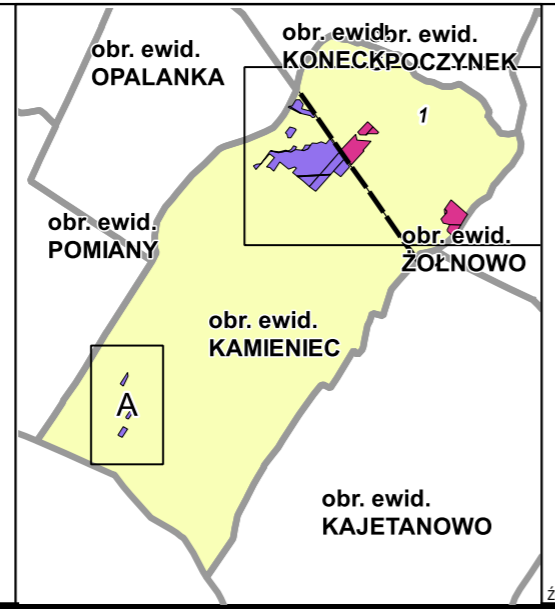 obr. ewid.
KONECK
obr. ewid.
POCZYNEK
obr. ewid.
OPALANKA
1
obr. ewid.
POMIANY
obr. ewid.
ŻOŁNOWO
obr. ewid.
KAMIENIEC
A
obr. ewid.
KAJETANOWO
ź